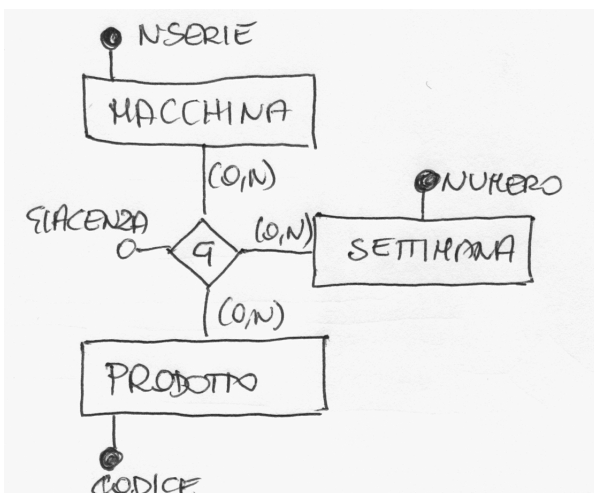 NSERIE
MACCHINA
(0,N)
NUMERO
GIACENZA
(0,N)
G
SETTIMANA
(0,N)
PRODOTTO
CODICE